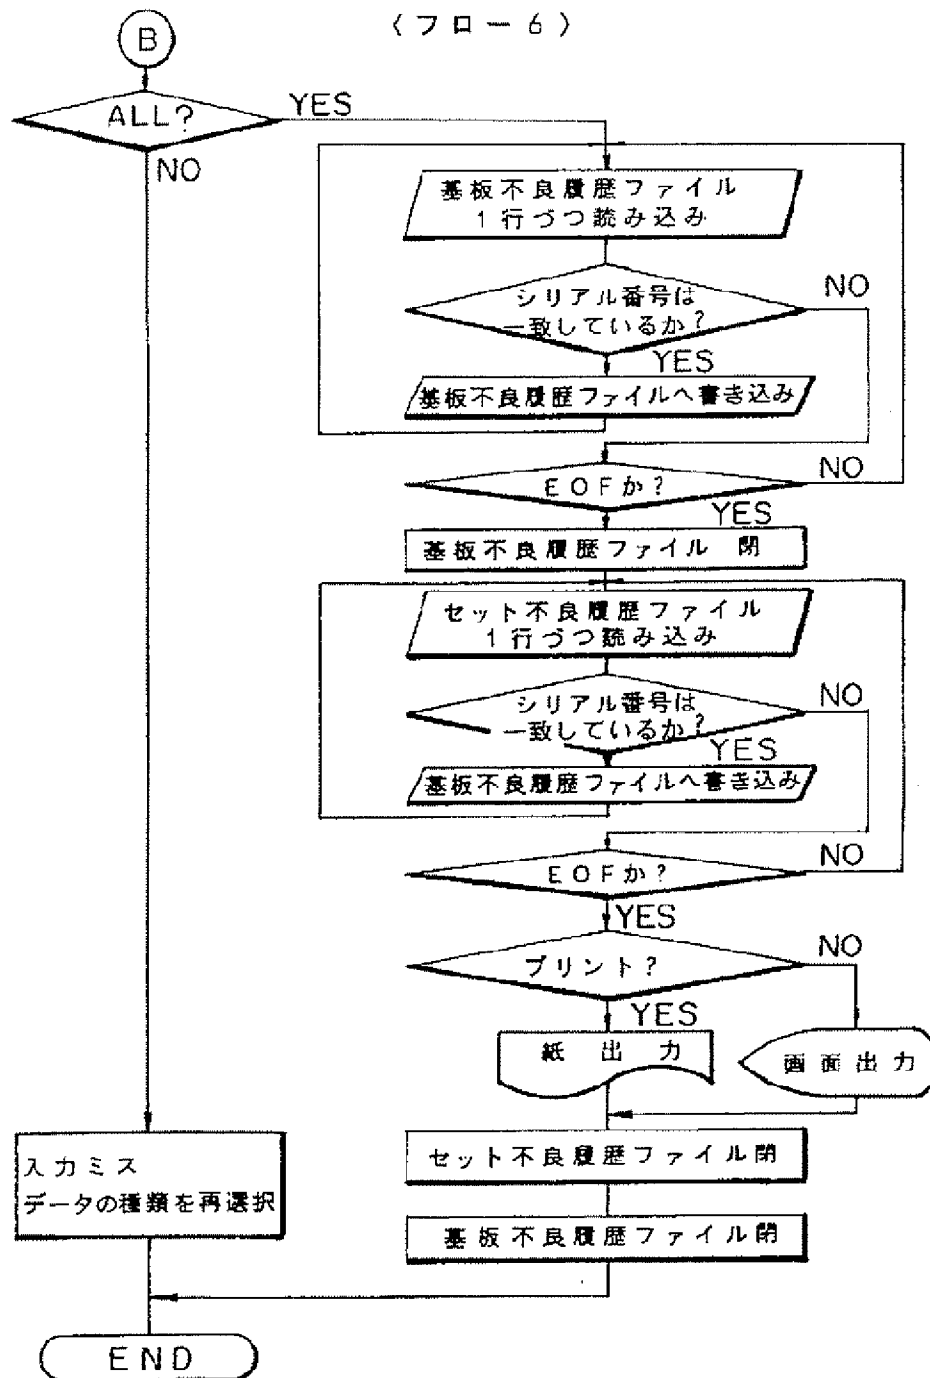 〈フロー6〉
B
ALL?
YES
NO
基板不良履歴ファイル
1行づつ読み込み
シリアル番号は
一致しているか?
NO
YES
基板不良履歴ファイルへ書き込み
EOFか?
NO
YES
基板不良履歴ファイル 閉
セット不良履歴ファイル
1行づつ読み込み
シリアル番号は
一致しているか?
NO
YES
基板不良履歴ファイルへ書き込み
EOFか?
NO
YES
プリント?
NO
YES
紙出力
画面出力
入力ミス
データの種類を再選択
セット不良履歴ファイル閉
基板不良履歴ファイル閉
END